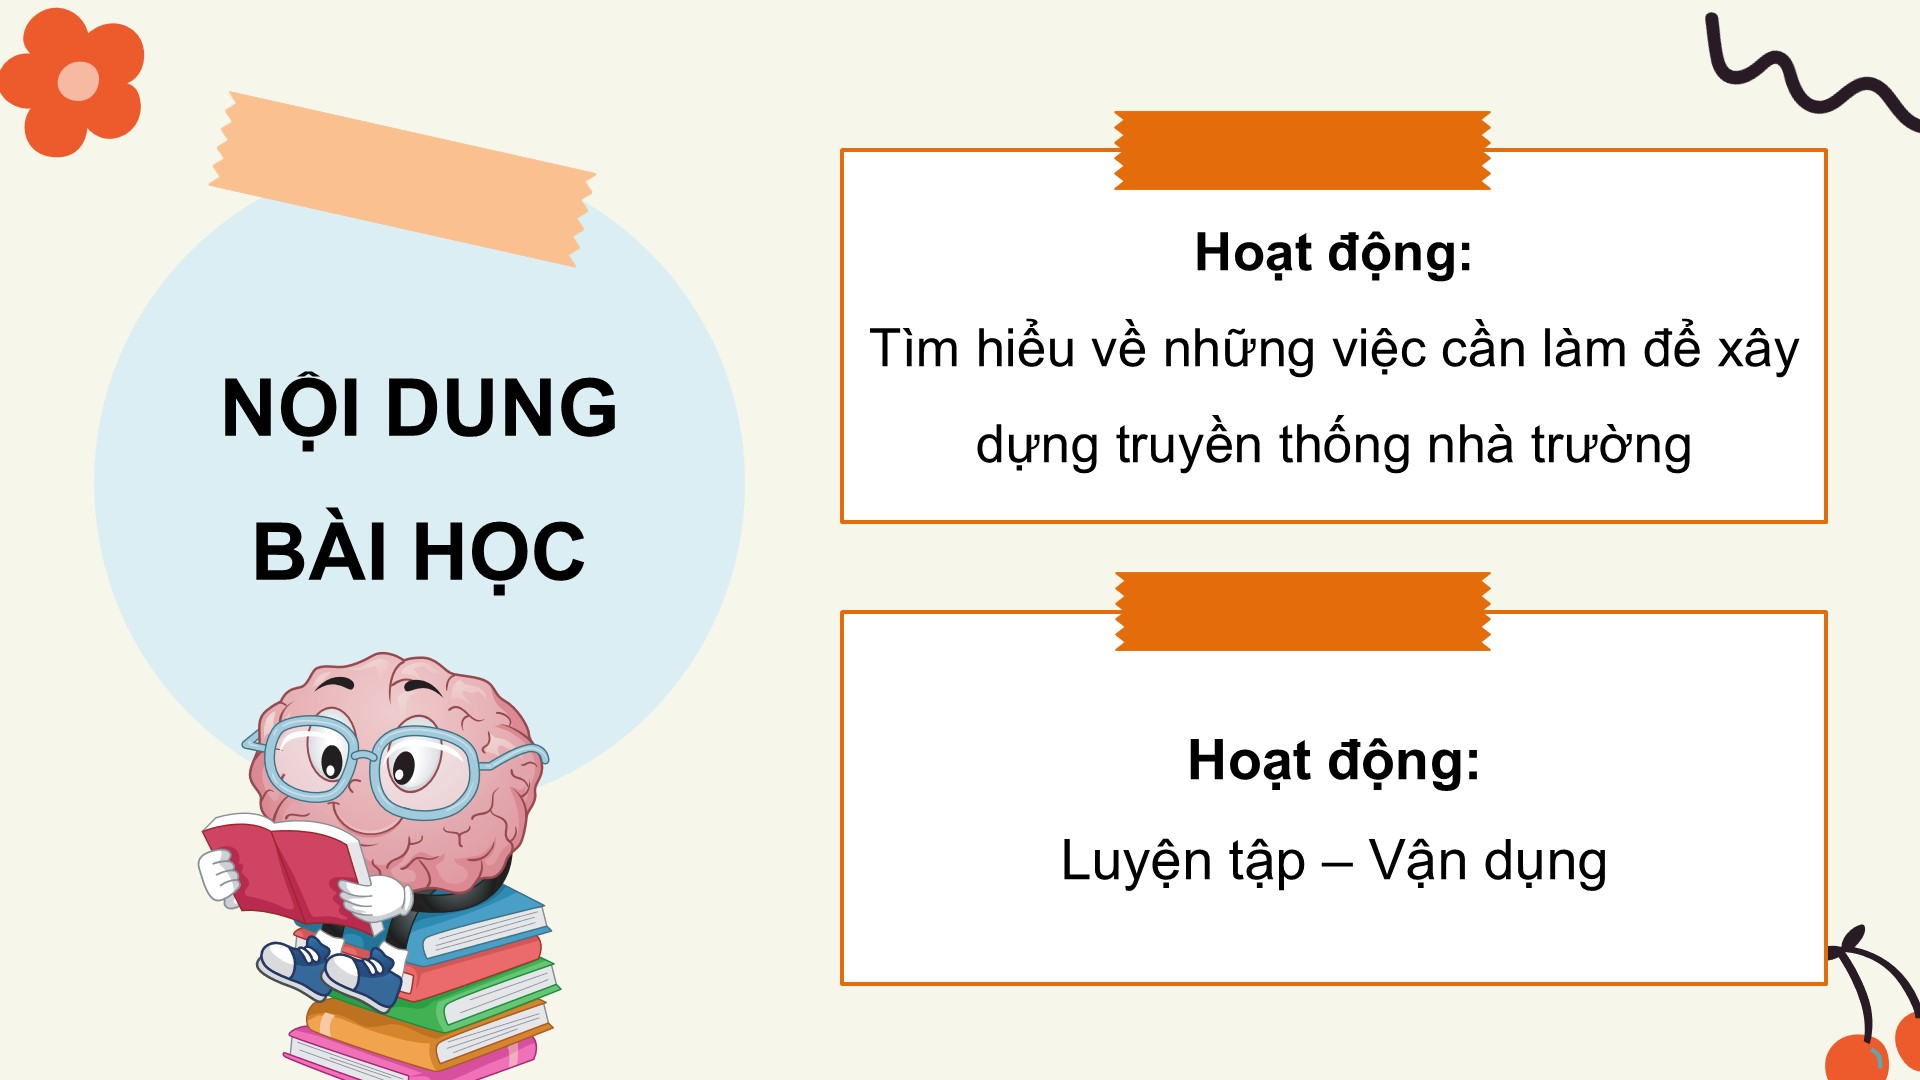 NỘI DUNG
BÀI HỌC
Hoạt động:
Tìm hiểu về những việc cần làm để xây
dựng truyền thống nhà trường
Hoạt động:
Luyện tập – Vận dụng